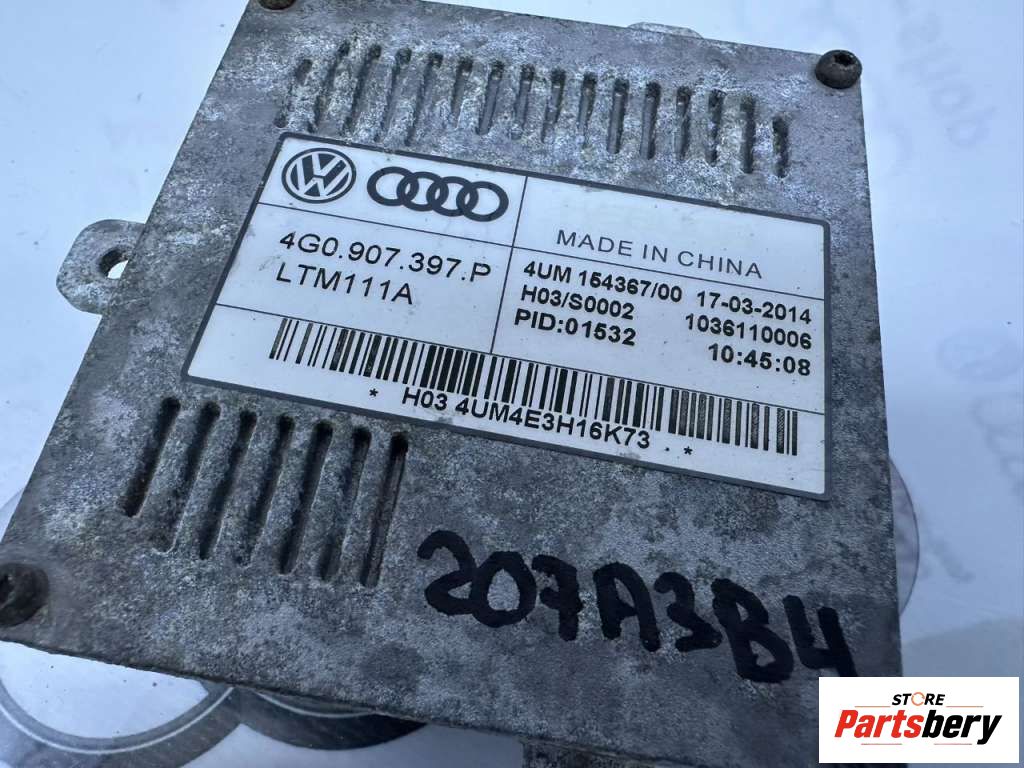 VW
4G0.907.397.P
LTM111A
MADE IN CHINA
4UM 154367/00 17-03-2014
H03/S0002 1036110006
PID:01532 10:45:08
* H03 4UM4E3H16K73 . *
207A3B4
STORE
Partsbery